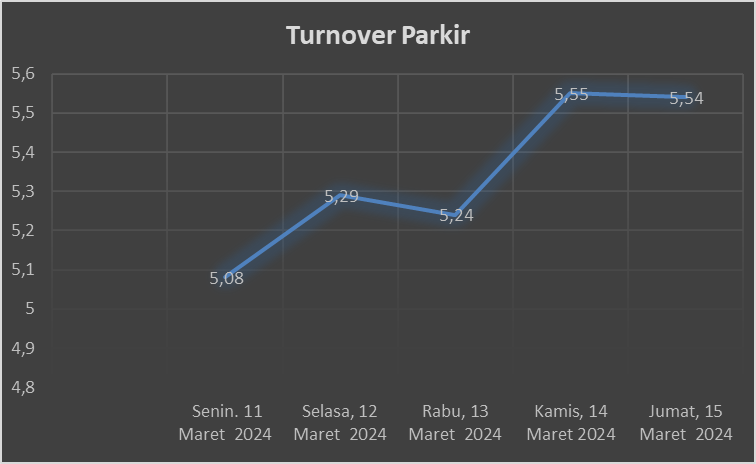 Turnover Parkir
5,6
5,5
5,4
5,3
5,2
5,1
5
4,9
4,8
5,08
5,29
5,24
5,55
5,54
Senin. 11
Maret 2024
Selasa, 12
Maret 2024
Rabu, 13
Maret 2024
Kamis, 14
Maret 2024
Jumat, 15
Maret 2024